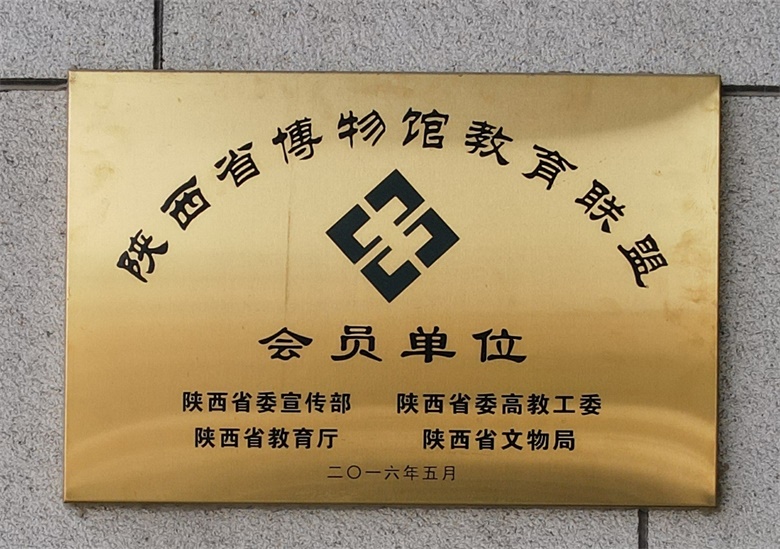 陕西省博物馆教育联盟
会员单位
陕西省委宣传部 陕西省委高教工委
陕西省教育厅 陕西省文物局
二〇一六年五月